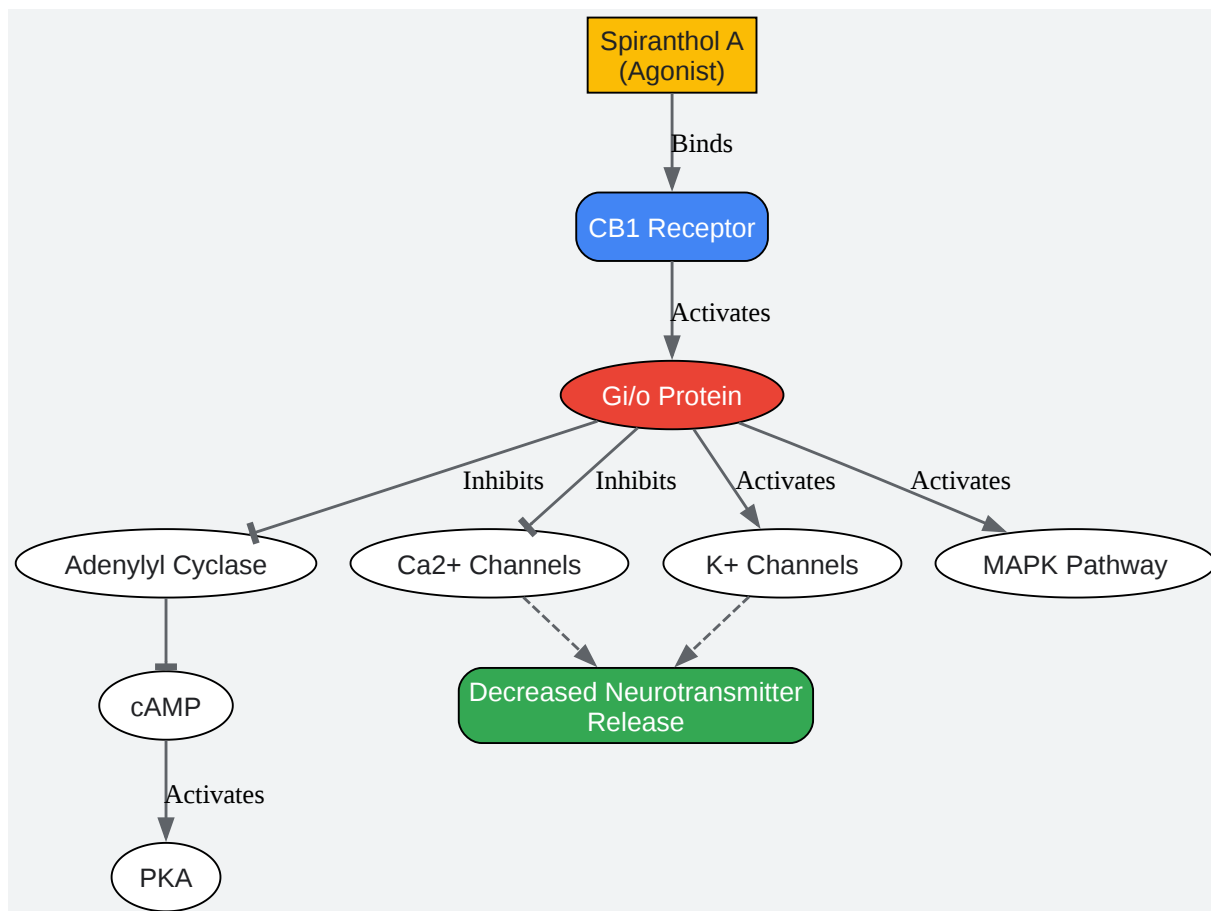 Spiranthol A
(Agonist)
Binds
CB1 Receptor
Activates
Gi/o Protein
Inhibits
Inhibits
Activates
Activates
Adenylyl Cyclase
Ca2+ Channels
K+ Channels
MAPK Pathway
cAMP
Decreased Neurotransmitter
Release
Activates
PKA